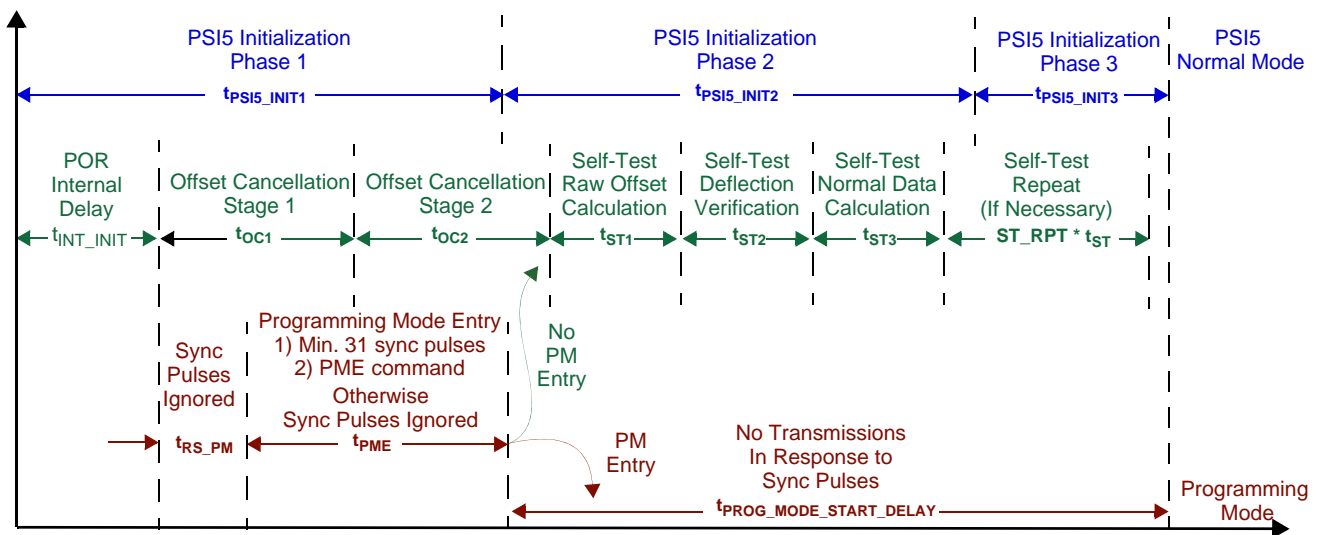 PSI5 Initialization
Phase 1
tPSI5_INIT1
PSI5 Initialization
Phase 2
tPSI5_INIT2
PSI5 Initialization
Phase 3
tPSI5_INIT3
PSI5
Normal Mode
POR
Internal
Delay
tINT_INIT
Offset Cancellation
Stage 1
tOC1
Offset Cancellation
Stage 2
tOC2
Self-Test
Raw Offset
Calculation
tST1
Self-Test
Deflection
Verification
tST2
Self-Test
Normal Data
Calculation
tST3
Self-Test
Repeat
(If Necessary)
ST_RPT * tST
Sync
Pulses
Ignored
tRS_PM
Programming Mode Entry
1) Min. 31 sync pulses
2) PME command
Otherwise
Sync Pulses Ignored
tPME
No
PM
Entry
PM
Entry
No Transmissions
In Response to
Sync Pulses
tPROG_MODE_START_DELAY
Programming
Mode